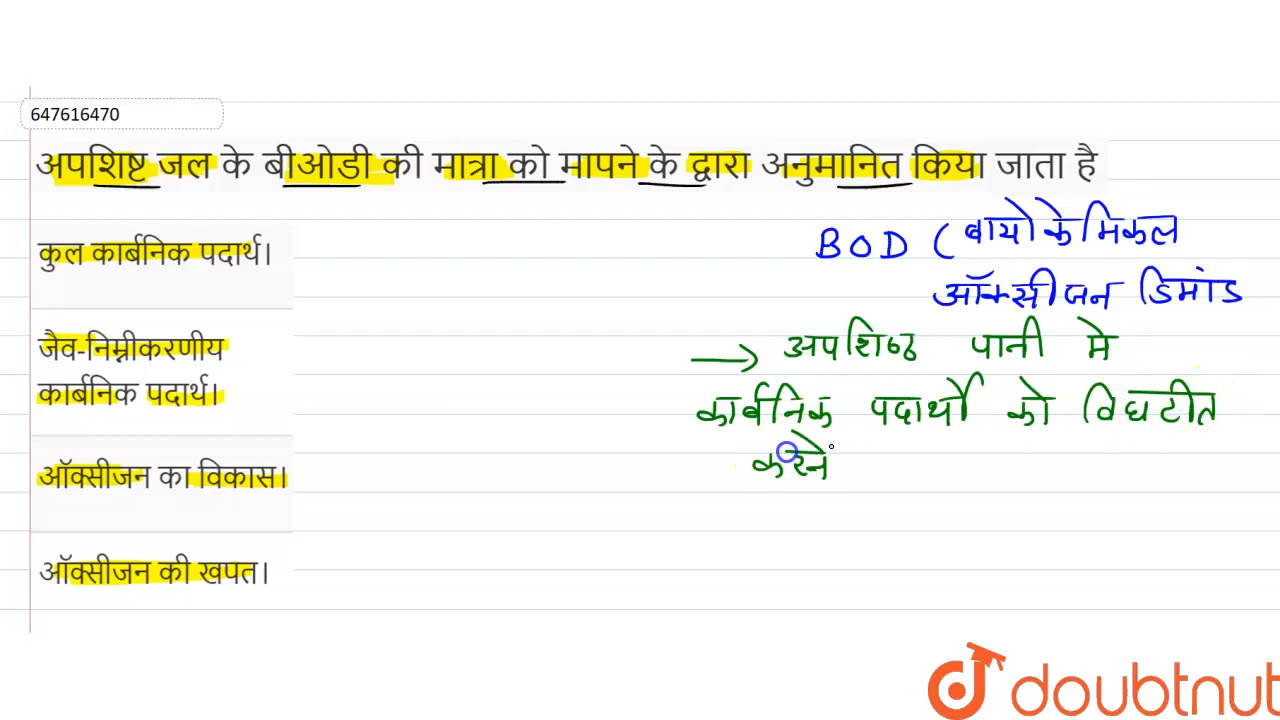 647616470
अपशिष्ट जल के बीओडी की मात्रा को मापने के द्वारा अनुमानित किया जाता है
कुल कार्बनिक पदार्थ।
जैव-निम्नीकरणीय
कार्बनिक पदार्थ।
ऑक्सीजन का विकास।
ऑक्सीजन की खपत।
BOD (बायोकेमिकल
ऑक्सीजन डिमांड
→ अपशिष्ठ पानी मे
कार्बनिक पदार्थों को विघटीत
करने
doubtnut